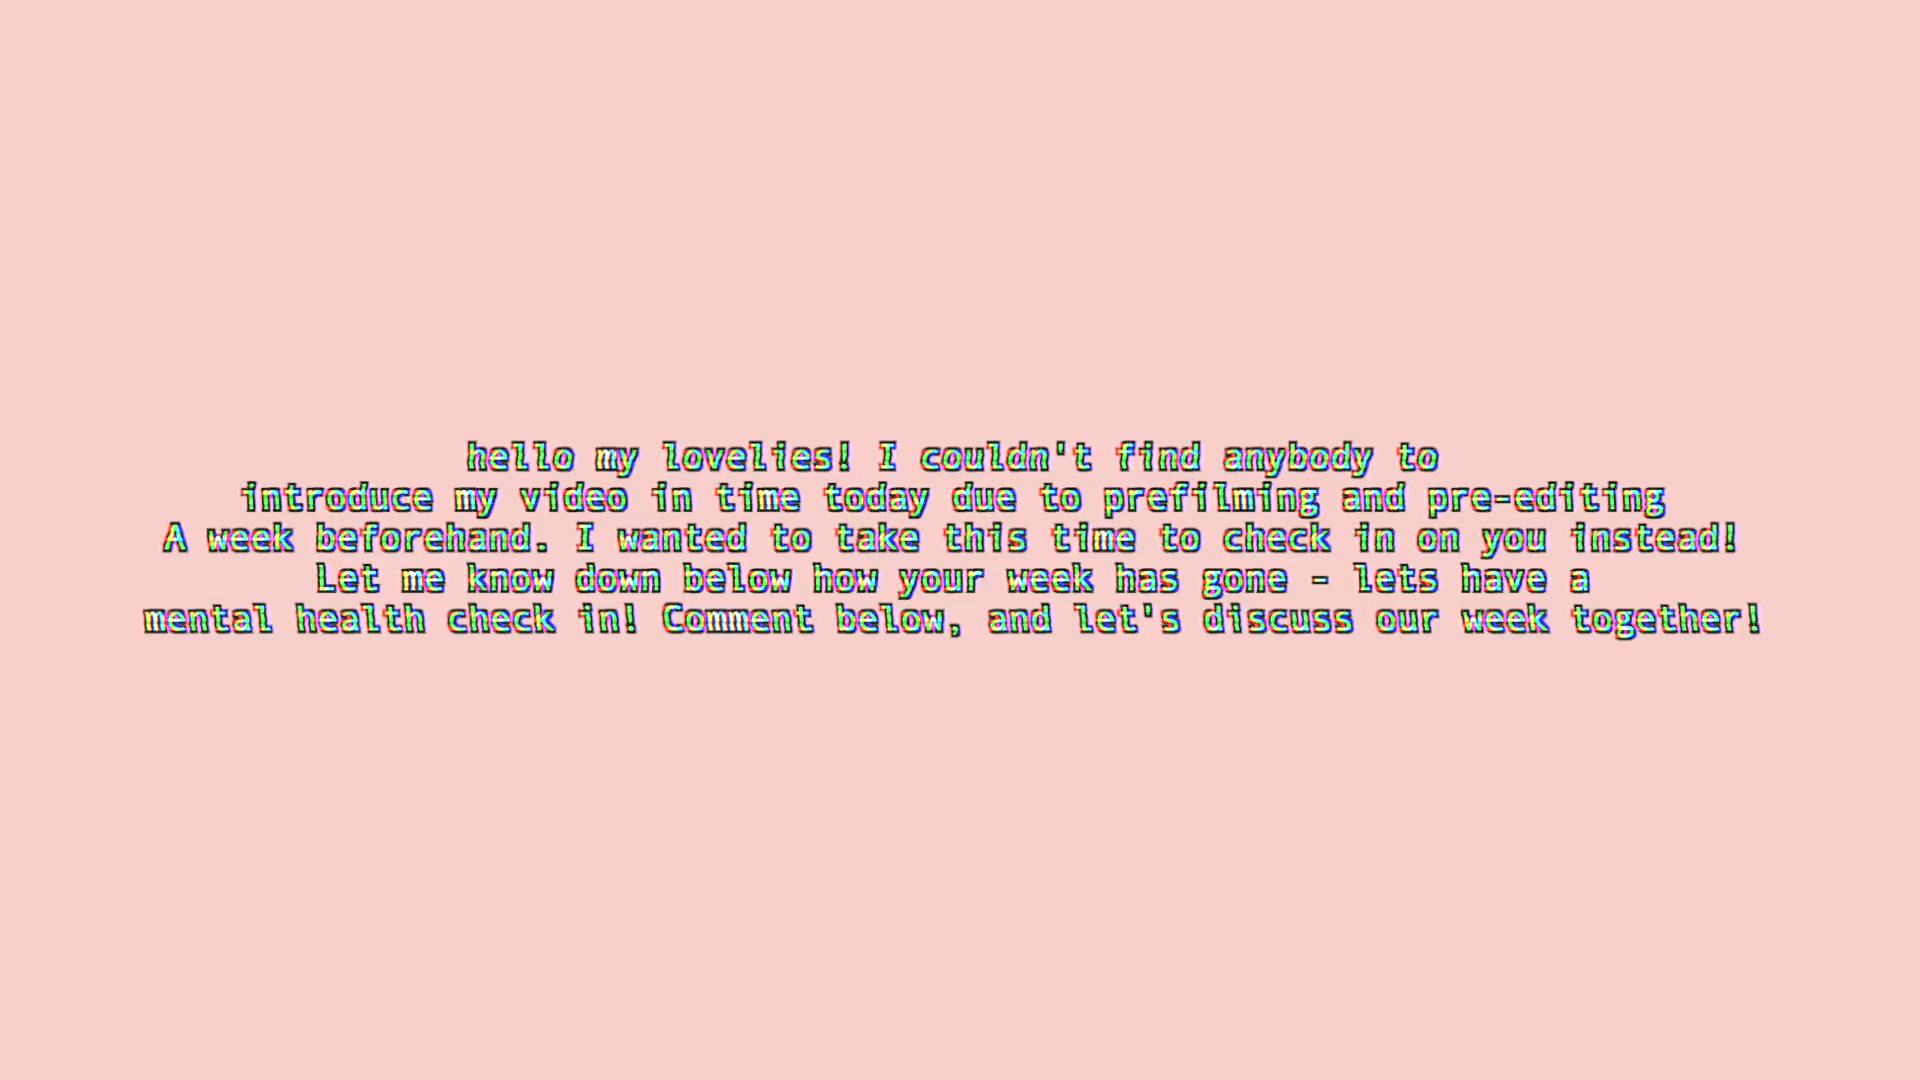 hello my lovelies! I couldn't find anybody to
introduce my video in time today due to prefilming and pre-editing
A week beforehand. I wanted to take this time to check in on you instead!
Let me know down below how your week has gone - lets have a
mental health check in! Comment below, and let's discuss our week together!